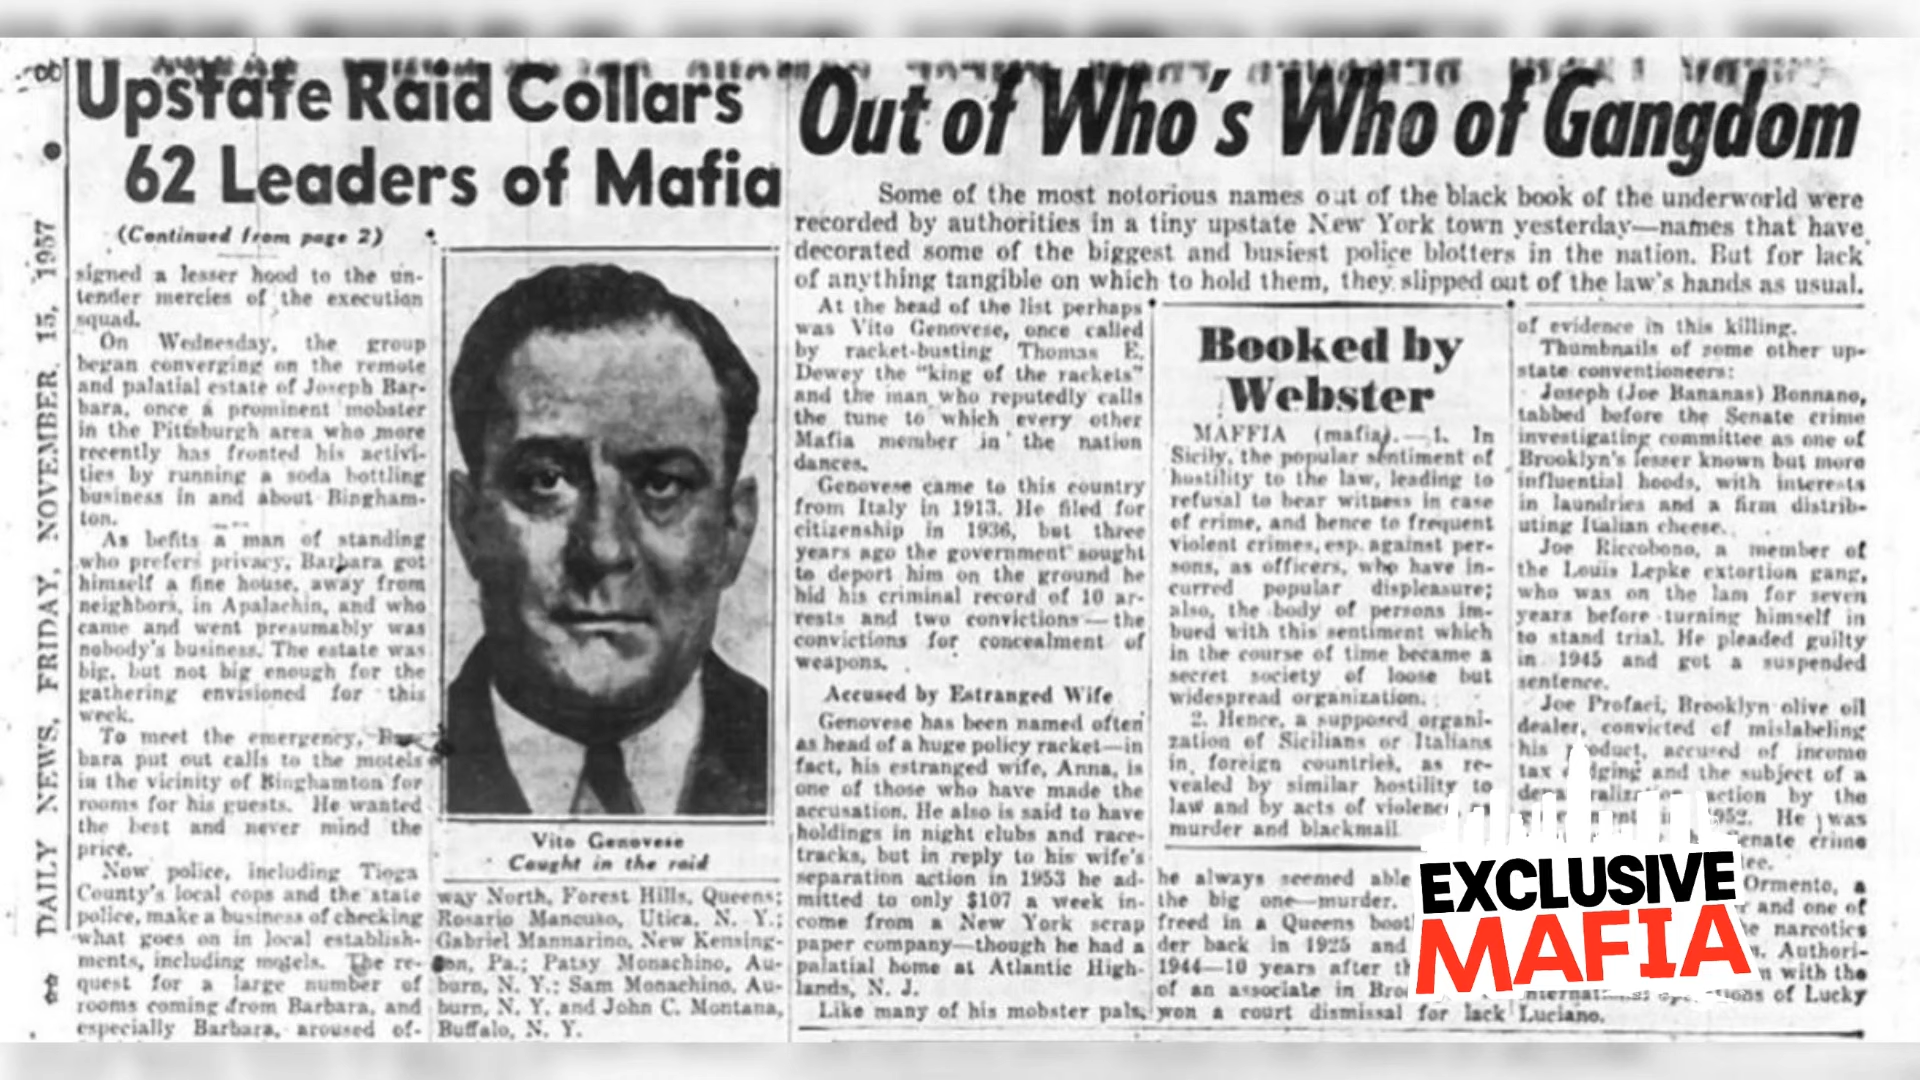 DAILY NEWS, FRIDAY, NOVEMBER 15, 1957
Upstate Raid Collars
62 Leaders of Mafia
(Continued from page 2)
signed a lesser hood to the un-
tender mercies of the execution
squad.
On Wednesday, the group
began converging on the remote
and palatial estate of Joseph Bar-
bara, once a prominent mobster
in the Pittsburgh area who more
recently has fronted his activi-
ties by running a soda bottling
business in and about Bingham-
ton.
As befits a man of standing
who prefers privacy, Barbara got
himself a fine house, away from
neighbors, in Apalachin, and who
came and went presumably was
nobody's business. The estate was
big, but not big enough for the
gathering envisioned for this
week.
To meet the emergency, Bar-
bara put out calls to the motels
in the vicinity of Binghamton for
rooms for his guests. He wanted
the best and never mind the
price.
Now police, including Tioga
County's local cops and the state
police, make a business of checking
what goes on in local establish-
ments, including motels. The re-
quest for a large number of
rooms coming from Barbara, and
especially Barbara, aroused of-
Vito Genovese
Caught in the raid
way North, Forest Hills, Queens;
Rosario Mancuso, Utica, N. Y.;
Gabriel Mannarino, New Kensing-
ton, Pa.; Patsy Monachino, Au-
burn, N. Y.; Sam Monachino, Au-
burn, N. Y. and John C. Montana,
Buffalo, N. Y.
Out of Who's Who of Gangdom
Some of the most notorious names out of the black book of the underworld were
recorded by authorities in a tiny upstate New York town yesterday—names that have
decorated some of the biggest and busiest police blotters in the nation. But for lack
of anything tangible on which to hold them, they slipped out of the law's hands as usual.
At the head of the list perhaps
was Vito Genovese, once called
by racket-busting Thomas E.
Dewey the "king of the rackets"
and the man who reputedly calls
the tune to which every other
Mafia member in the nation
dances.
Genovese came to this country
from Italy in 1913. He filed for
citizenship in 1936, but three
years ago the government sought
to deport him on the ground he
hid his criminal record of 10 ar-
rests and two convictions—the
convictions for concealment of
weapons.
Accused by Estranged Wife
Genovese has been named often
as head of a huge policy racket—in
fact, his estranged wife, Anna, is
one of those who have made the
accusation. He also is said to have
holdings in night clubs and race-
tracks, but in reply to his wife's
separation action in 1953 he ad-
mitted to only $107 a week in-
come from a New York scrap
paper company—though he had a
palatial home at Atlantic High-
lands, N. J.
Like many of his mobster pals,
Booked by
Webster
MAFFIA (mafia).—1. In
Sicily, the popular sentiment of
hostility to the law, leading to
refusal to bear witness in case
of crime, and hence to frequent
violent crimes, esp. against per-
sons, as officers, who have in-
curred popular displeasure;
also, the body of persons im-
bued with this sentiment which
in the course of time became a
secret society of loose but
widespread organization.
2. Hence, a supposed organi-
zation of Sicilians or Italians
in foreign countries, as re-
vealed by similar hostility to
law and by acts of violence
murder and blackmail
he always seemed able
the big one—murder.
freed in a Queens
der back in 1925 and
1944—10 years after
of an associate in
won a court dismissal for lack
of evidence in this killing.
Thumbnails of some other up-
state conventioneers:
Joseph (Joe Bananas) Bonnano,
tabbed before the Senate crime
investigating committee as one of
Brooklyn's lesser known but more
influential hoods, with interests
in laundries and a firm distrib-
uting Italian cheese.
Joe Riccobono, a member of
the Louis Lepke extortion gang,
who was on the lam for seven
years before turning himself in
to stand trial. He pleaded guilty
in 1945 and got a suspended
sentence.
Joe Profaci, Brooklyn olive oil
dealer, convicted of mislabeling
his product, accused of income
tax and the subject of a
action by the
1952. He was
crime
Ormento, a
and one of
narcotics
Authori-
with the
of Lucky
Luciano.
EXCLUSIVE
MAFIA